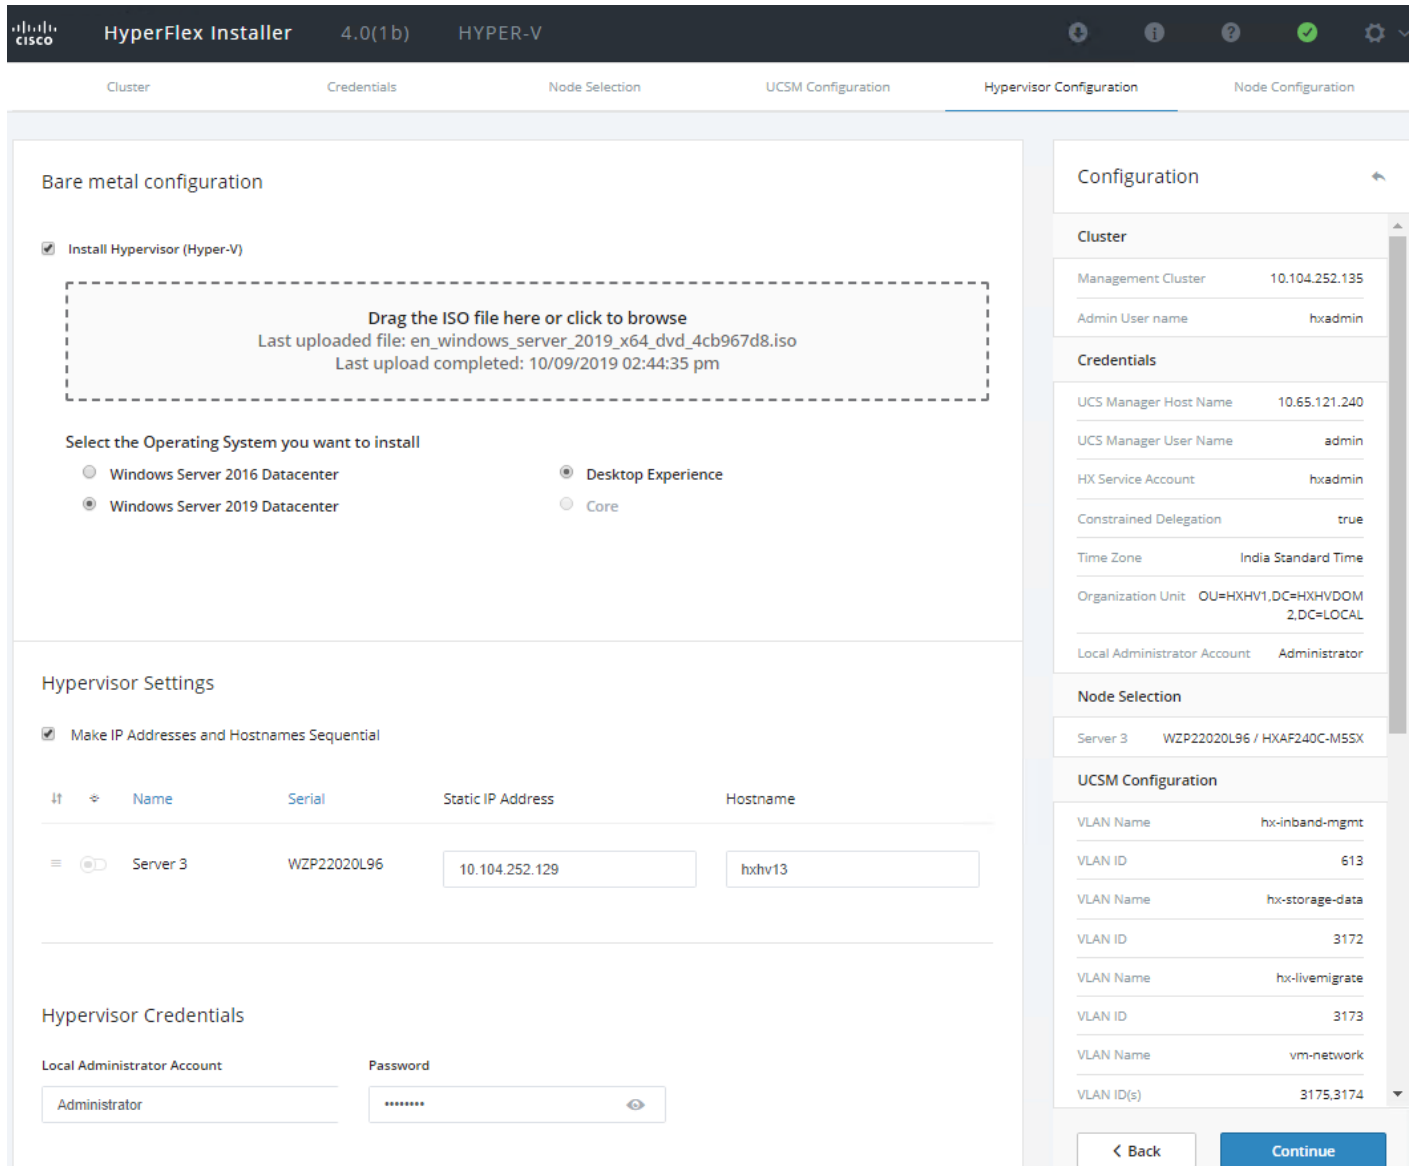 CISCO HyperFlex Installer 4.0(1b) HYPER-V
Cluster Credentials Node Selection UCSM Configuration Hypervisor Configuration Node Configuration
Bare metal configuration
Install Hypervisor (Hyper-V)
Drag the ISO file here or click to browse
Last uploaded file: en_windows_server_2019_x64_dvd_4cb967d8.iso
Last upload completed: 10/09/2019 02:44:35 pm
Select the Operating System you want to install
Windows Server 2016 Datacenter Desktop Experience
Windows Server 2019 Datacenter Core
Hypervisor Settings
Make IP Addresses and Hostnames Sequential
Name Serial Static IP Address Hostname
Server 3 WZP22020L96 10.104.252.129 hxhv13
Hypervisor Credentials
Local Administrator Account Password
Administrator ••••••••
Configuration
Cluster
Management Cluster 10.104.252.135
Admin User name hxadmin
Credentials
UCS Manager Host Name 10.65.121.240
UCS Manager User Name admin
HX Service Account hxadmin
Constrained Delegation true
Time Zone India Standard Time
Organization Unit OU=HXHV1,DC=HXHVDOM
2,DC=LOCAL
Local Administrator Account Administrator
Node Selection
Server 3 WZP22020L96 / HXAF240C-M5SX
UCSM Configuration
VLAN Name hx-inband-mgmt
VLAN ID 613
VLAN Name hx-storage-data
VLAN ID 3172
VLAN Name hx-livemigrate
VLAN ID 3173
VLAN Name vm-network
VLAN ID(s) 3175,3174
Back Continue